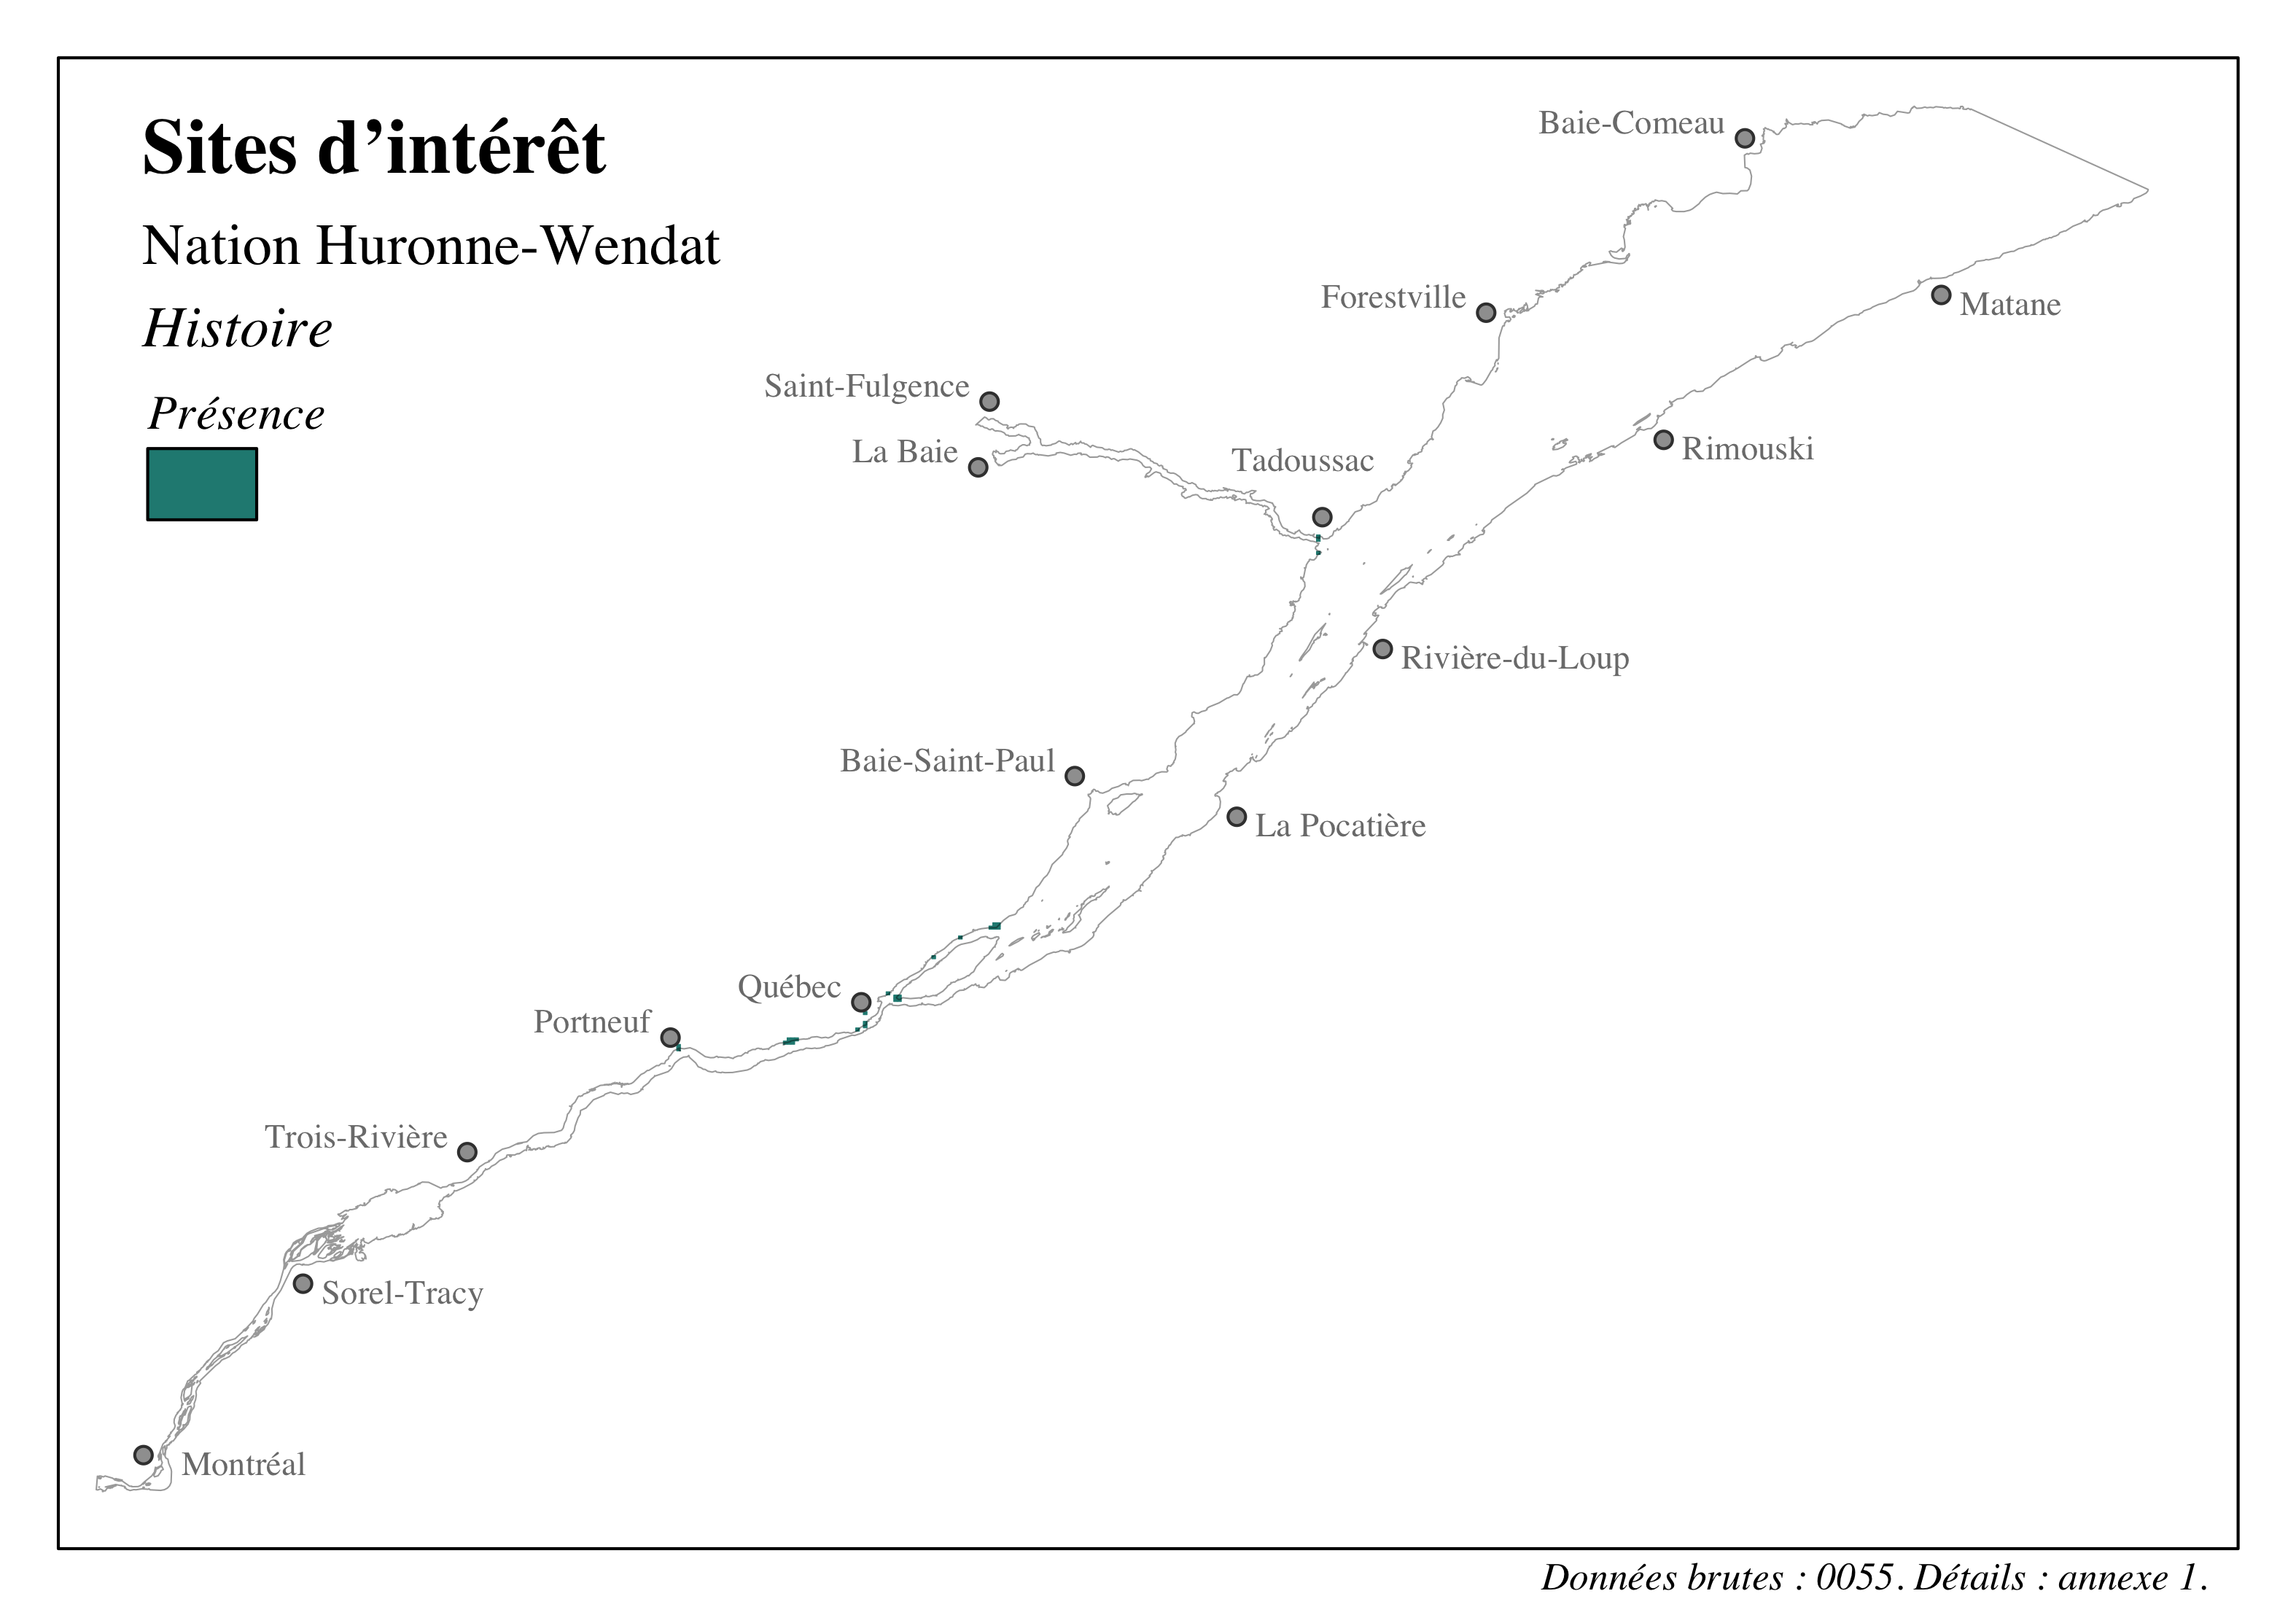 Sites d’intérêt
Nation Huronne-Wendat
Histoire
Présence
Baie-Comeau
Forestville
Matane
Saint-Fulgence
La Baie
Tadoussac
Rimouski
Rivière-du-Loup
Baie-Saint-Paul
La Pocatière
Québec
Portneuf
Trois-Rivière
Sorel-Tracy
Montréal
Données brutes : 0055. Détails : annexe 1.